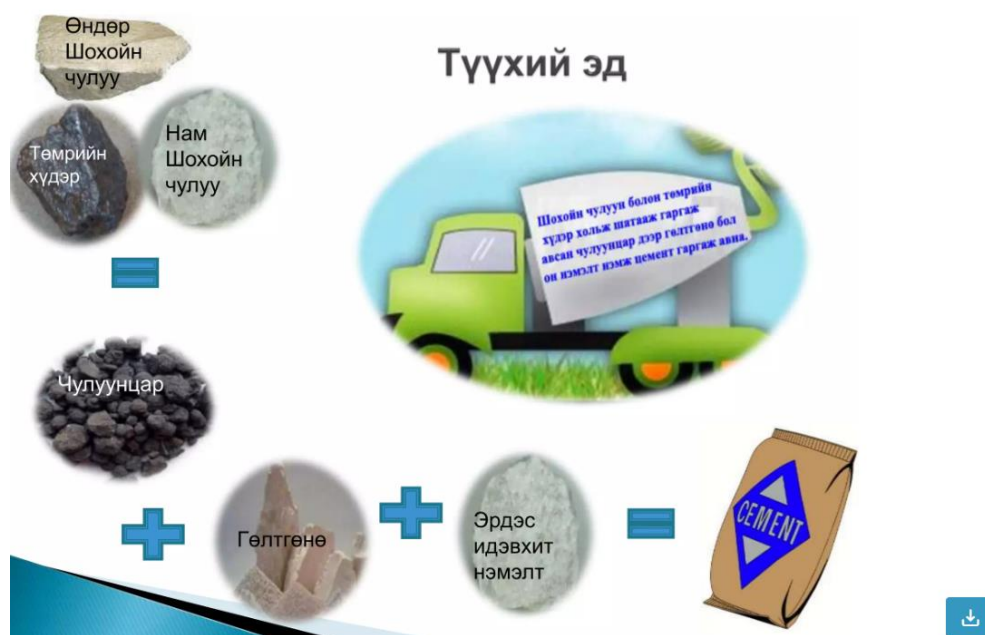 Түүхий эд
Өндөр
Шохойн
чулуу
Төмрийн
хүдэр
Нам
Шохойн
чулуу
Шохойн чулуун болон төмрийн
хүдэр хольж шатааж гаргаж
авсан чулуунцар дээр гөлтгөнө бол
он нэмэлт нэмж цемент гаргаж авна.
Чулуунцар
Гөлтгөнө
Эрдэс
идэвхит
нэмэлт
CEMENT